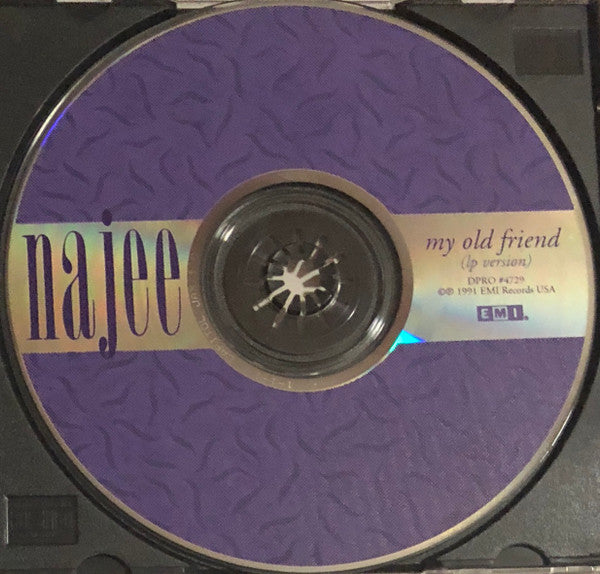 najee
my old friend
(lp version)
DPRO #4729
©℗ 1991 EMI Records USA
EMI